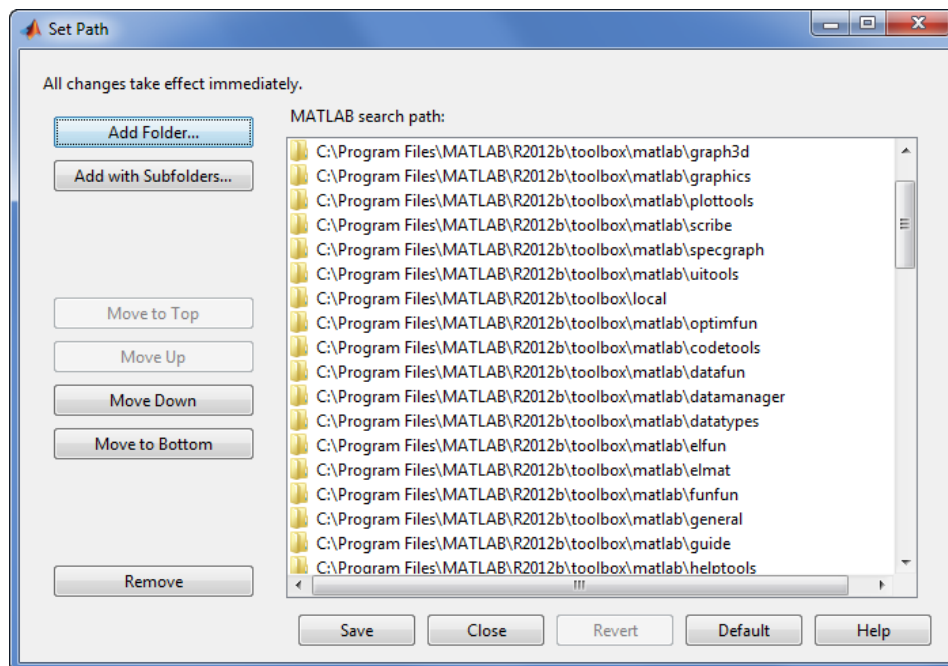 Set Path
All changes take effect immediately.
Add Folder...
Add with Subfolders...
Move to Top
Move Up
Move Down
Move to Bottom
Remove
MATLAB search path:
C:\Program Files\MATLAB\R2012b\toolbox\matlab\graph3d
C:\Program Files\MATLAB\R2012b\toolbox\matlab\graphics
C:\Program Files\MATLAB\R2012b\toolbox\matlab\plottools
C:\Program Files\MATLAB\R2012b\toolbox\matlab\scribe
C:\Program Files\MATLAB\R2012b\toolbox\matlab\specgraph
C:\Program Files\MATLAB\R2012b\toolbox\matlab\uitools
C:\Program Files\MATLAB\R2012b\toolbox\local
C:\Program Files\MATLAB\R2012b\toolbox\matlab\optimfun
C:\Program Files\MATLAB\R2012b\toolbox\matlab\codetools
C:\Program Files\MATLAB\R2012b\toolbox\matlab\datafun
C:\Program Files\MATLAB\R2012b\toolbox\matlab\datamanager
C:\Program Files\MATLAB\R2012b\toolbox\matlab\datatypes
C:\Program Files\MATLAB\R2012b\toolbox\matlab\elfun
C:\Program Files\MATLAB\R2012b\toolbox\matlab\elmat
C:\Program Files\MATLAB\R2012b\toolbox\matlab\funfun
C:\Program Files\MATLAB\R2012b\toolbox\matlab\general
C:\Program Files\MATLAB\R2012b\toolbox\matlab\guide
C:\Program Files\MATLAB\R2012b\toolbox\matlab\helptools
Save
Close
Revert
Default
Help